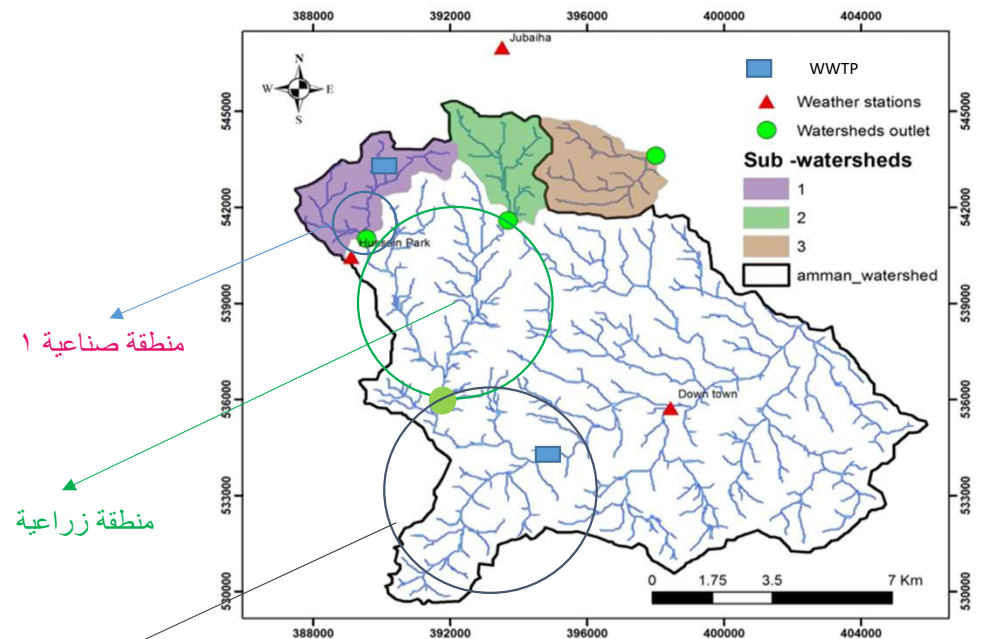 388000 392000 396000 400000 404000
Jubaiha
N
W E
S
WWTP
Weather stations
Watersheds outlet
Sub -watersheds
1
2
3
amman_watershed
545000
545000
542000
542000
Hussain Park
539000
539000
منطقة صناعية ١
536000
536000
Down town
533000
533000
منطقة زراعية
530000
530000
0 1.75 3.5 7 Km
388000 392000 396000 400000 404000